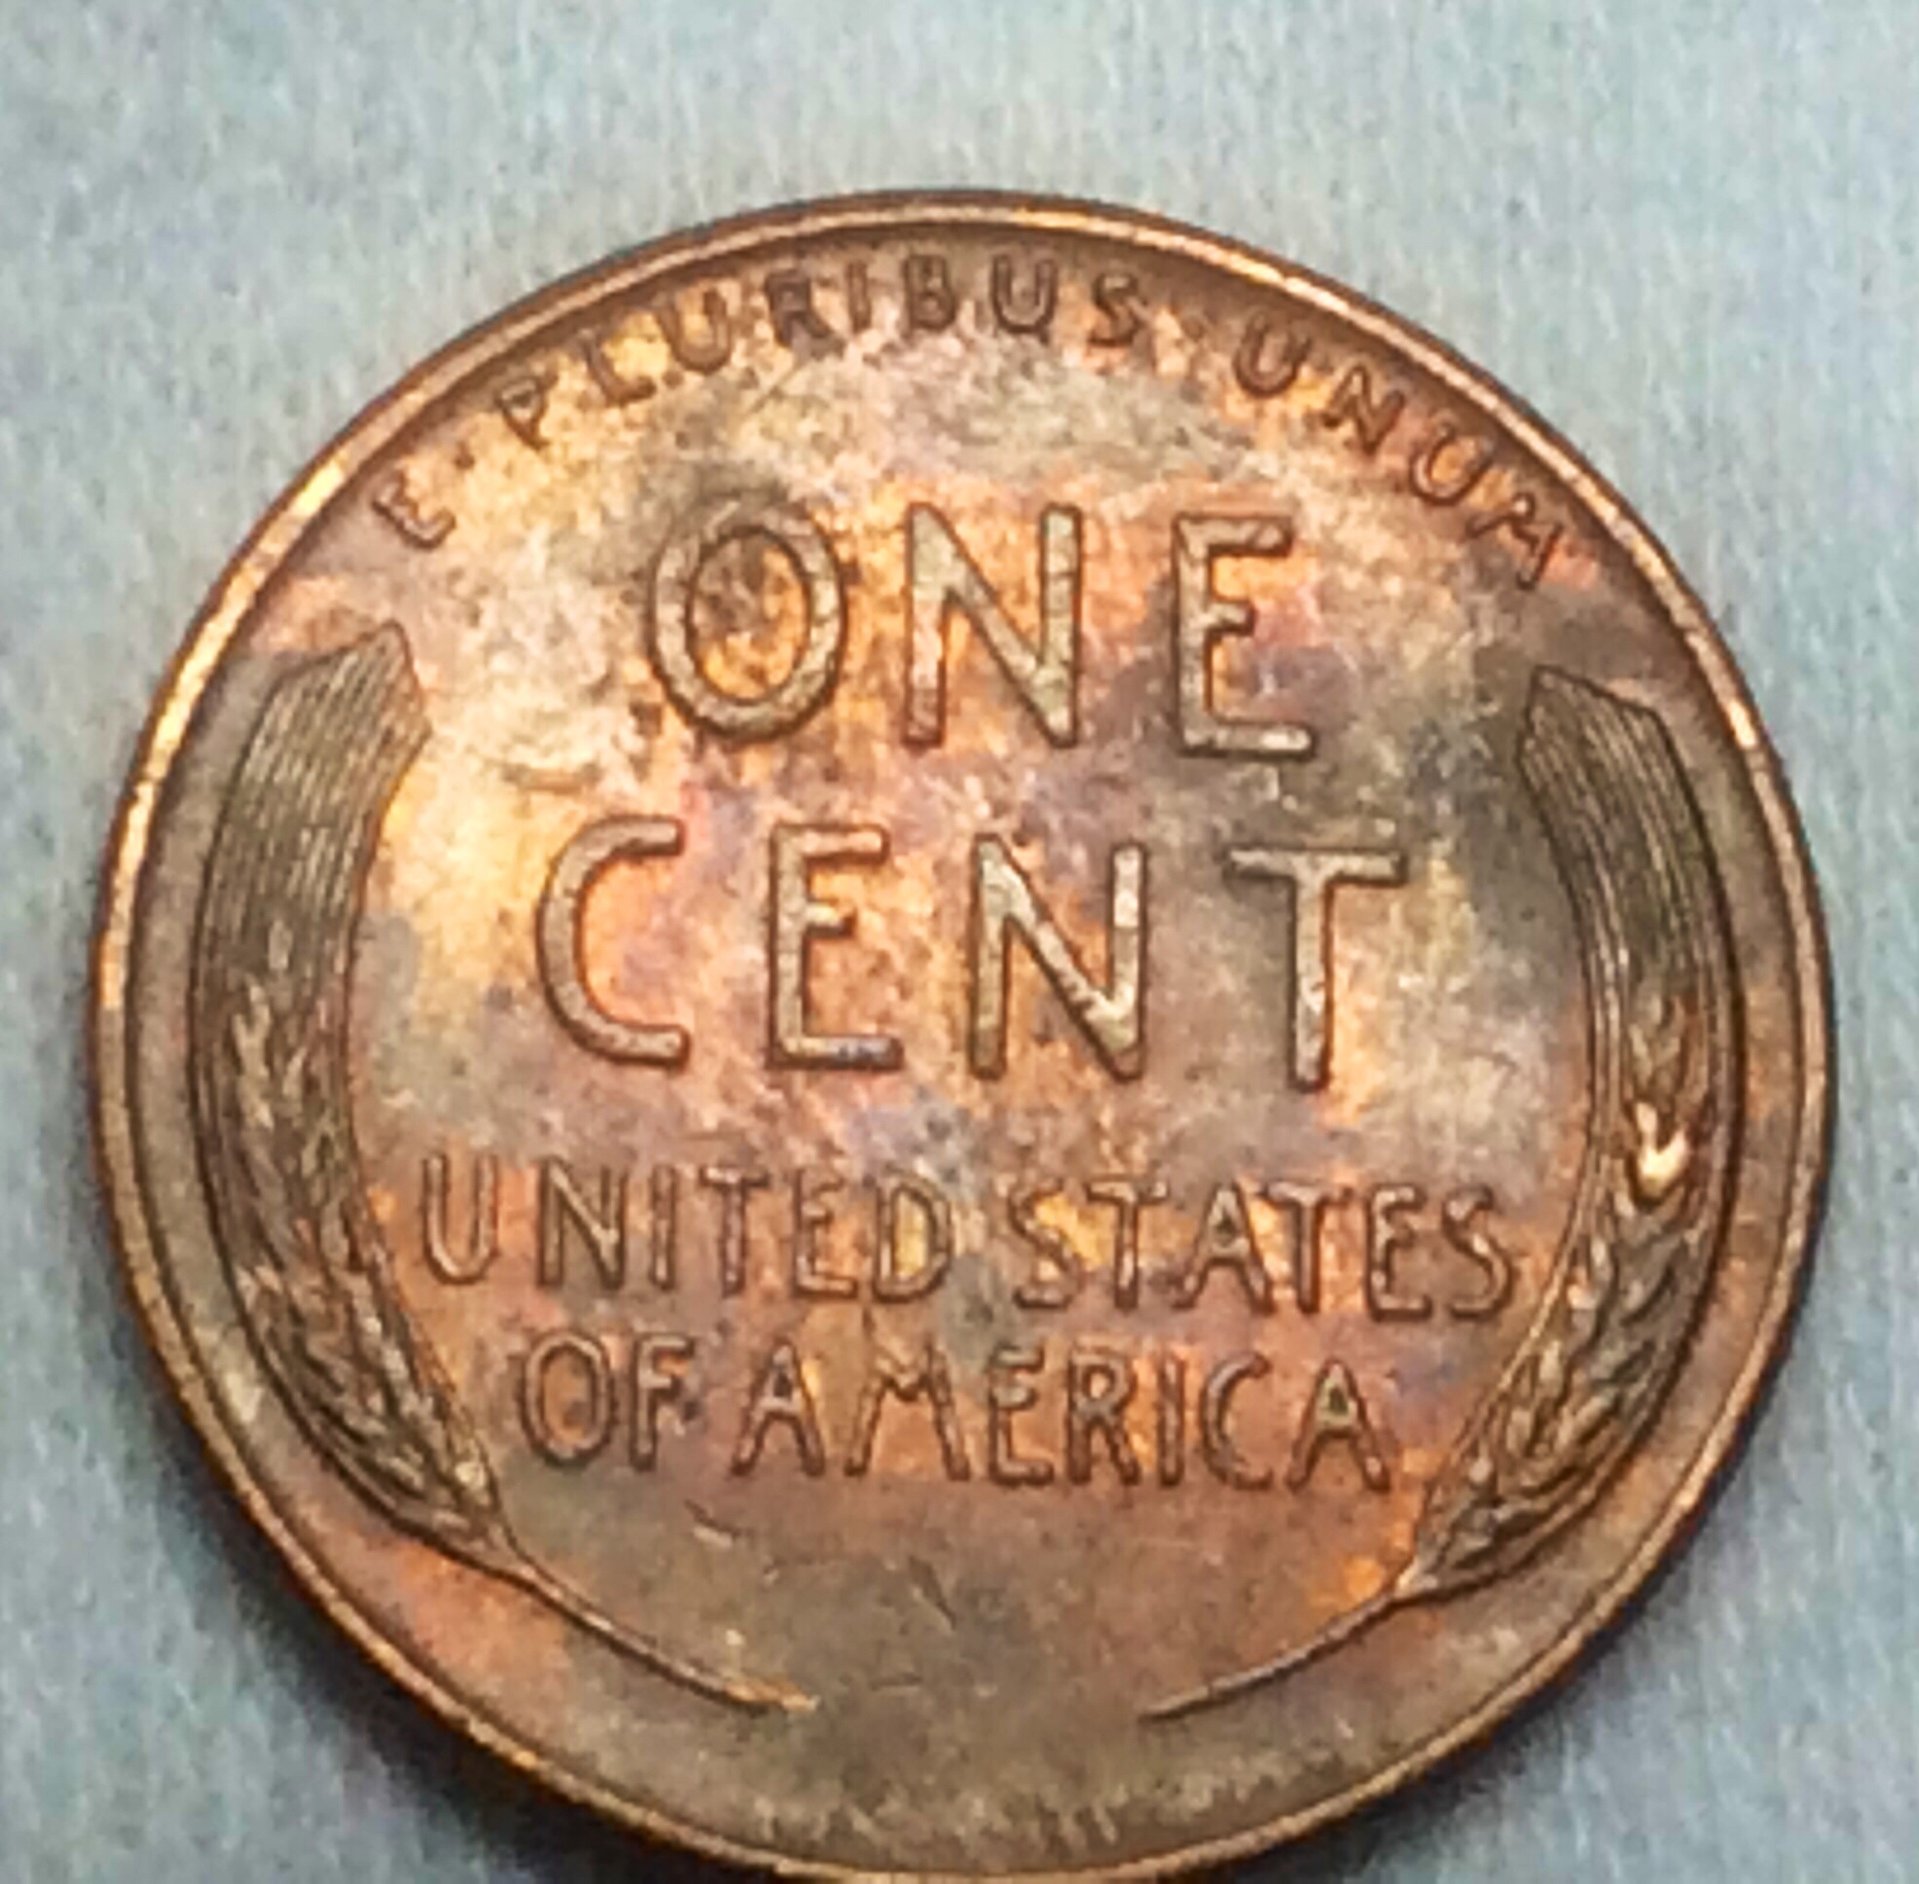 E·PLURIBUS·UNUM
ONE
CENT
UNITED STATES
OF AMERICA